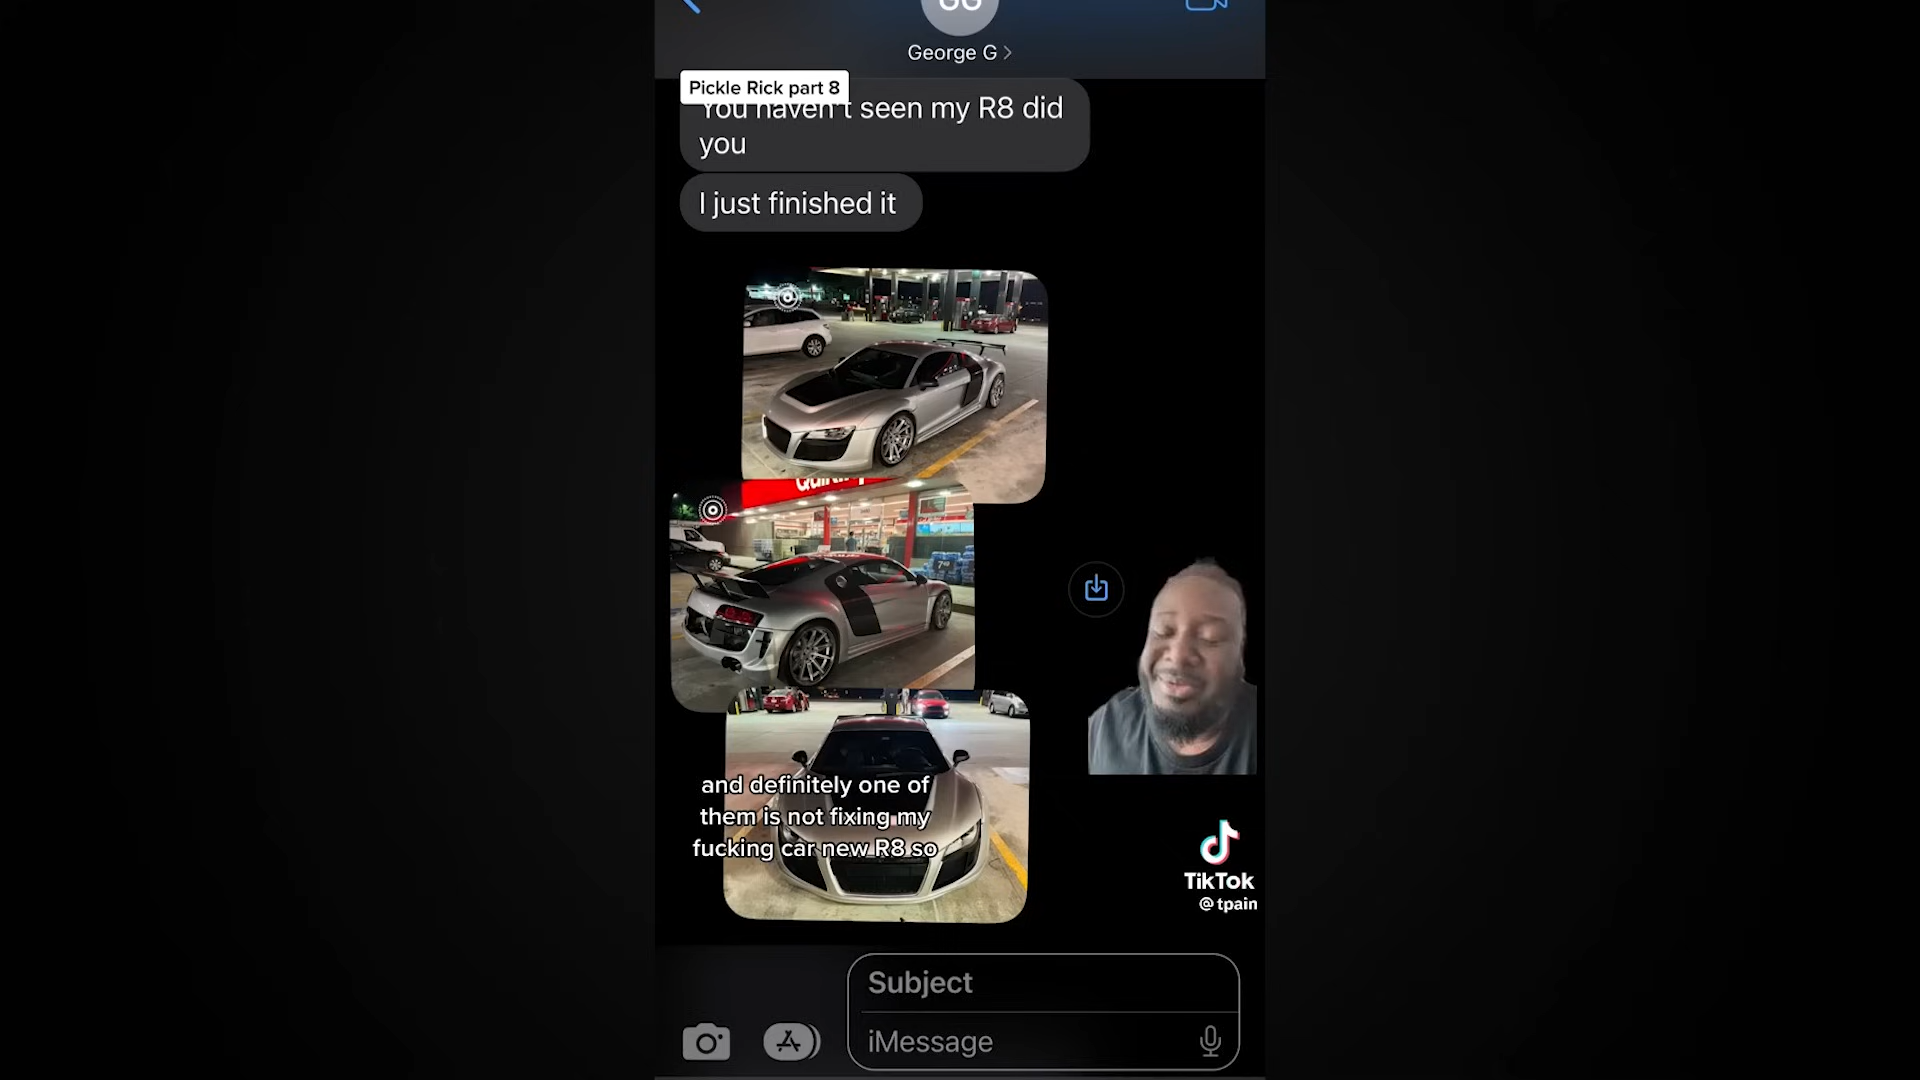 GG
George G
Pickle Rick part 8
You haven't seen my R8 did
you
I just finished it
and definitely one of
them is not fixing my
fucking car new R8 so
TikTok
@tpain
Subject
iMessage